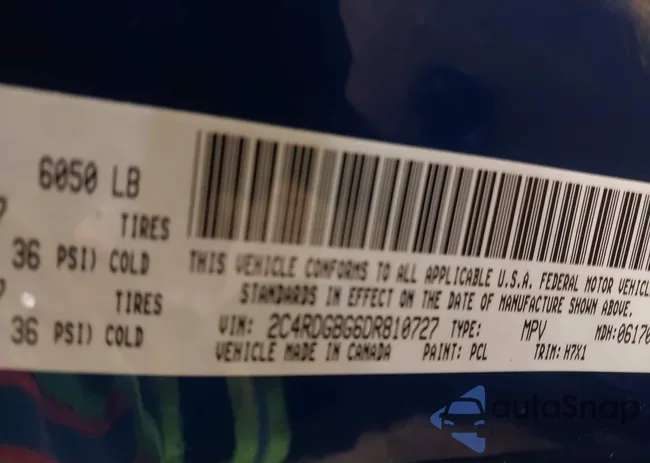 6050 LB
TIRES
36 PSI) COLD
TIRES
36 PSI) COLD
THIS VEHICLE CONFORMS TO ALL APPLICABLE U.S.A. FEDERAL MOTOR VEHICL
STANDARDS IN EFFECT ON THE DATE OF MANUFACTURE SHOWN ABOVE.
VIN: 2C4RDGBG6DR810727 TYPE: MPV MDH:06170
VEHICLE MADE IN CANADA PAINT: PCL TRIM: H7X1
autoSnap